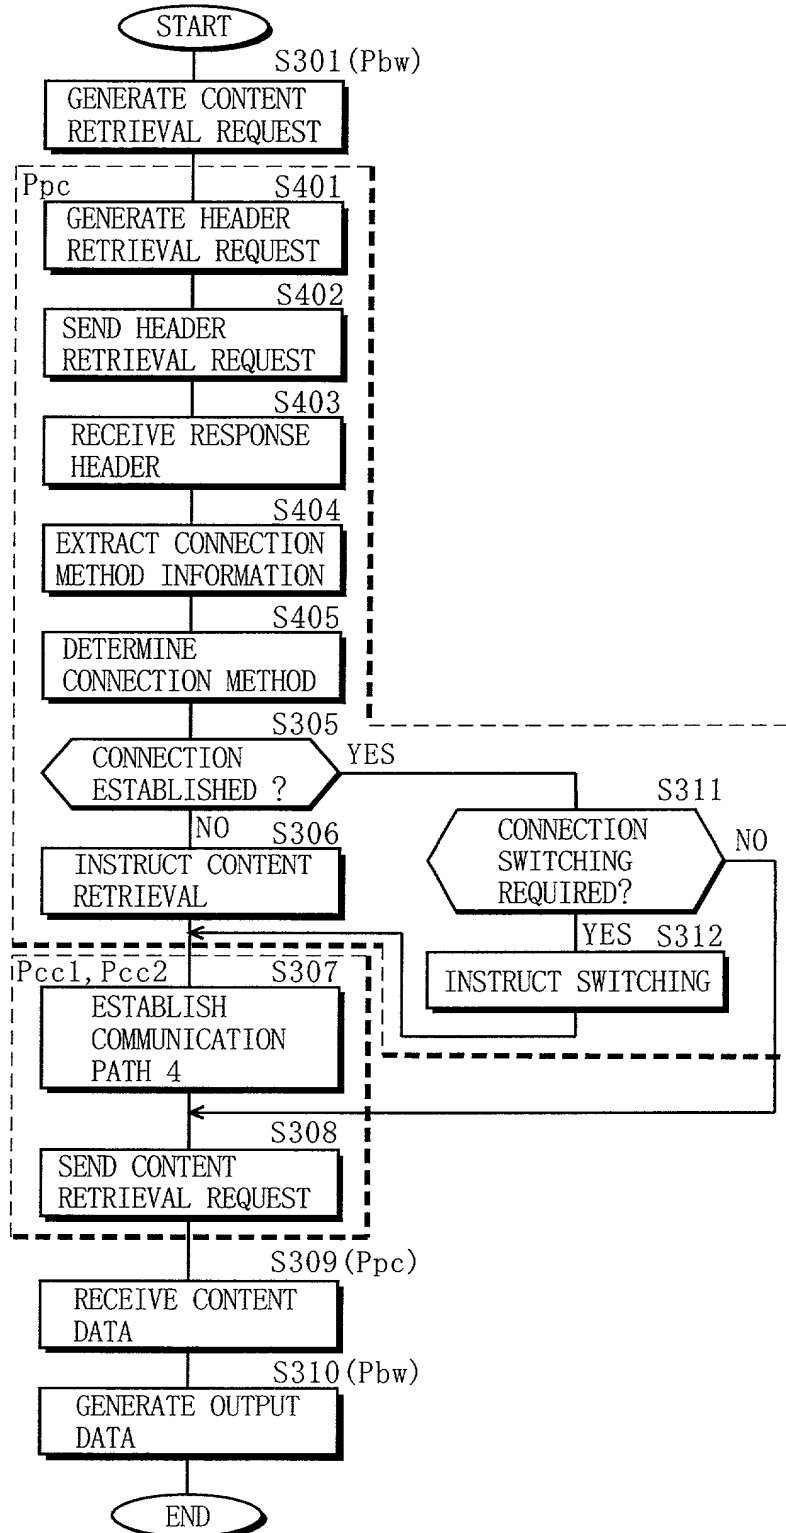 START
S301(Pbw)
GENERATE CONTENT
RETRIEVAL REQUEST
Ppc
S401
GENERATE HEADER
RETRIEVAL REQUEST
S402
SEND HEADER
RETRIEVAL REQUEST
S403
RECEIVE RESPONSE
HEADER
S404
EXTRACT CONNECTION
METHOD INFORMATION
S405
DETERMINE
CONNECTION METHOD
S305
CONNECTION
ESTABLISHED ?
YES
NO
S306
INSTRUCT CONTENT
RETRIEVAL
S311
CONNECTION
SWITCHING
REQUIRED?
NO
YES
S312
INSTRUCT SWITCHING
Pcc1,Pcc2
S307
ESTABLISH
COMMUNICATION
PATH 4
S308
SEND CONTENT
RETRIEVAL REQUEST
S309(Ppc)
RECEIVE CONTENT
DATA
S310(Pbw)
GENERATE OUTPUT
DATA
END